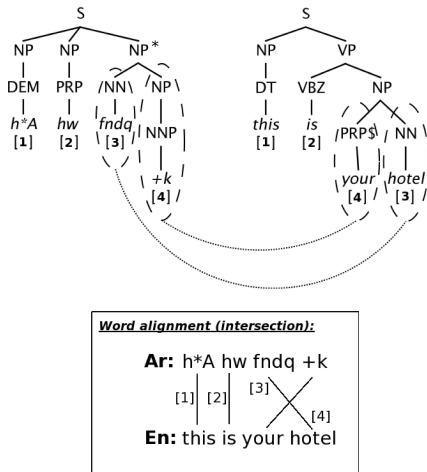 S S
NP NP NP* NP VP
DEM PRP NN NP DT VBZ NP
h*A hw fndq NNP this is PRP$ NN
[1] [2] [3] [1] [2]
+k your hotel
[4] [4] [3]
Word alignment (intersection):
Ar: h*A hw fndq +k
[1] [2] [3]
[4]
En: this is your hotel